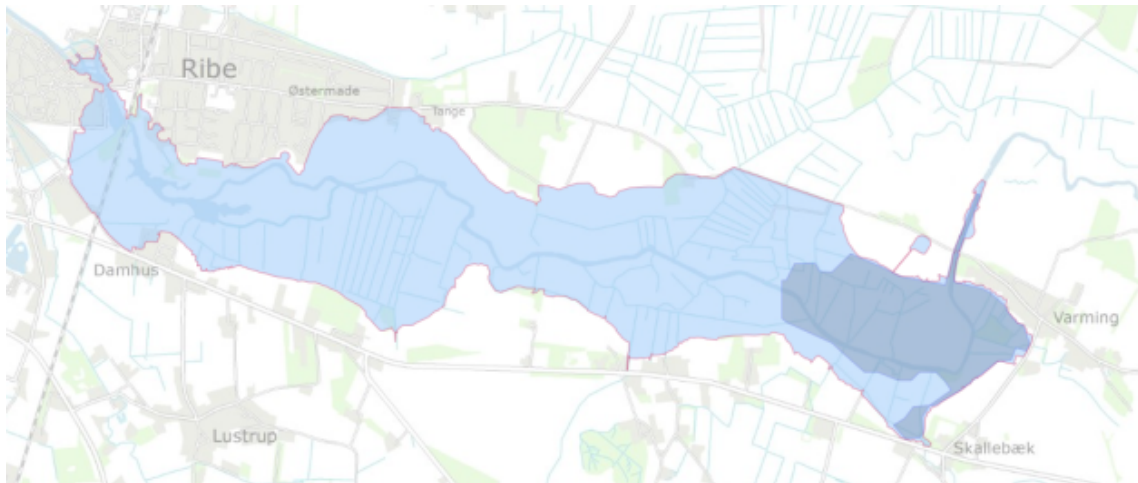 Ribe
Østermade
Tange
Varming
Damhus
Lustrup
Skallebæk